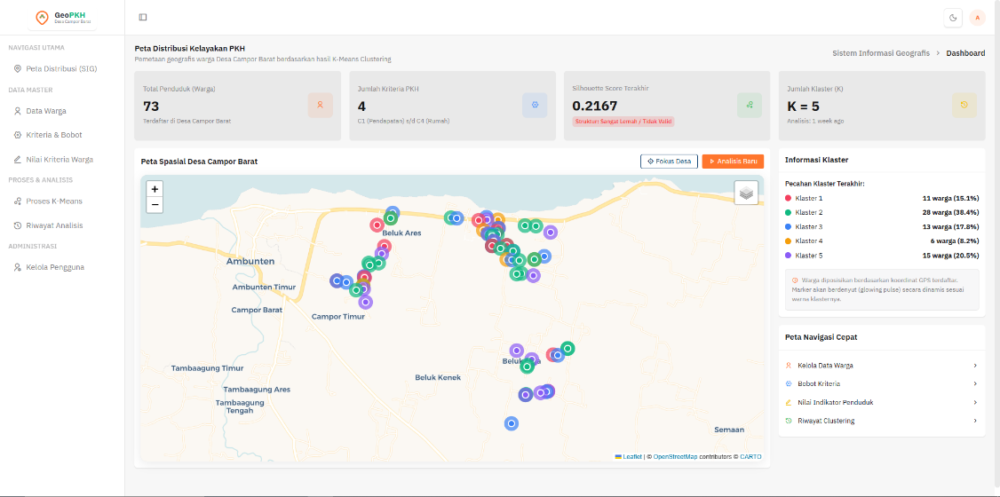 GeoPKH
Desa Campor Barat
A
NAVIGASI UTAMA
Peta Distribusi (SIG)
DATA MASTER
Data Warga
Kriteria & Bobot
Nilai Kriteria Warga
PROSES & ANALISIS
Proses K-Means
Riwayat Analisis
ADMINISTRASI
Kelola Pengguna
Peta Distribusi Kelayakan PKH
Pemetaan geografis warga Desa Campor Barat berdasarkan hasil K-Means Clustering
Sistem Informasi Geografis > Dashboard
Total Penduduk (Warga)
73
Terdaftar di Desa Campor Barat
Jumlah Kriteria PKH
4
C1 (Pendapatan) s/d C4 (Rumah)
Silhouette Score Terakhir
0.2167
Struktur: Sangat Lemah / Tidak Valid
Jumlah Klaster (K)
K = 5
Analisis: 1 week ago
Peta Spasial Desa Campor Barat
Fokus Desa
Analisis Baru
+
−
Beluk Ares
Ambunten
Ambunten Timur
Campor Barat
Campor Timur
Tambaagung Timur
Beluk Kenek
Tambaagung Ares
Tambaagung
Tengah
Semaan
Leaflet | © OpenStreetMap contributors © CARTO
Informasi Klaster
Pecahan Klaster Terakhir:
Klaster 1 11 warga (15.1%)
Klaster 2 28 warga (38.4%)
Klaster 3 13 warga (17.8%)
Klaster 4 6 warga (8.2%)
Klaster 5 15 warga (20.5%)
Warga diposisikan berdasarkan koordinat GPS terdaftar.
Marker akan berdenyut (glowing pulse) secara dinamis sesuai
warna klasternya.
Peta Navigasi Cepat
Kelola Data Warga
Bobot Kriteria
Nilai Indikator Penduduk
Riwayat Clustering